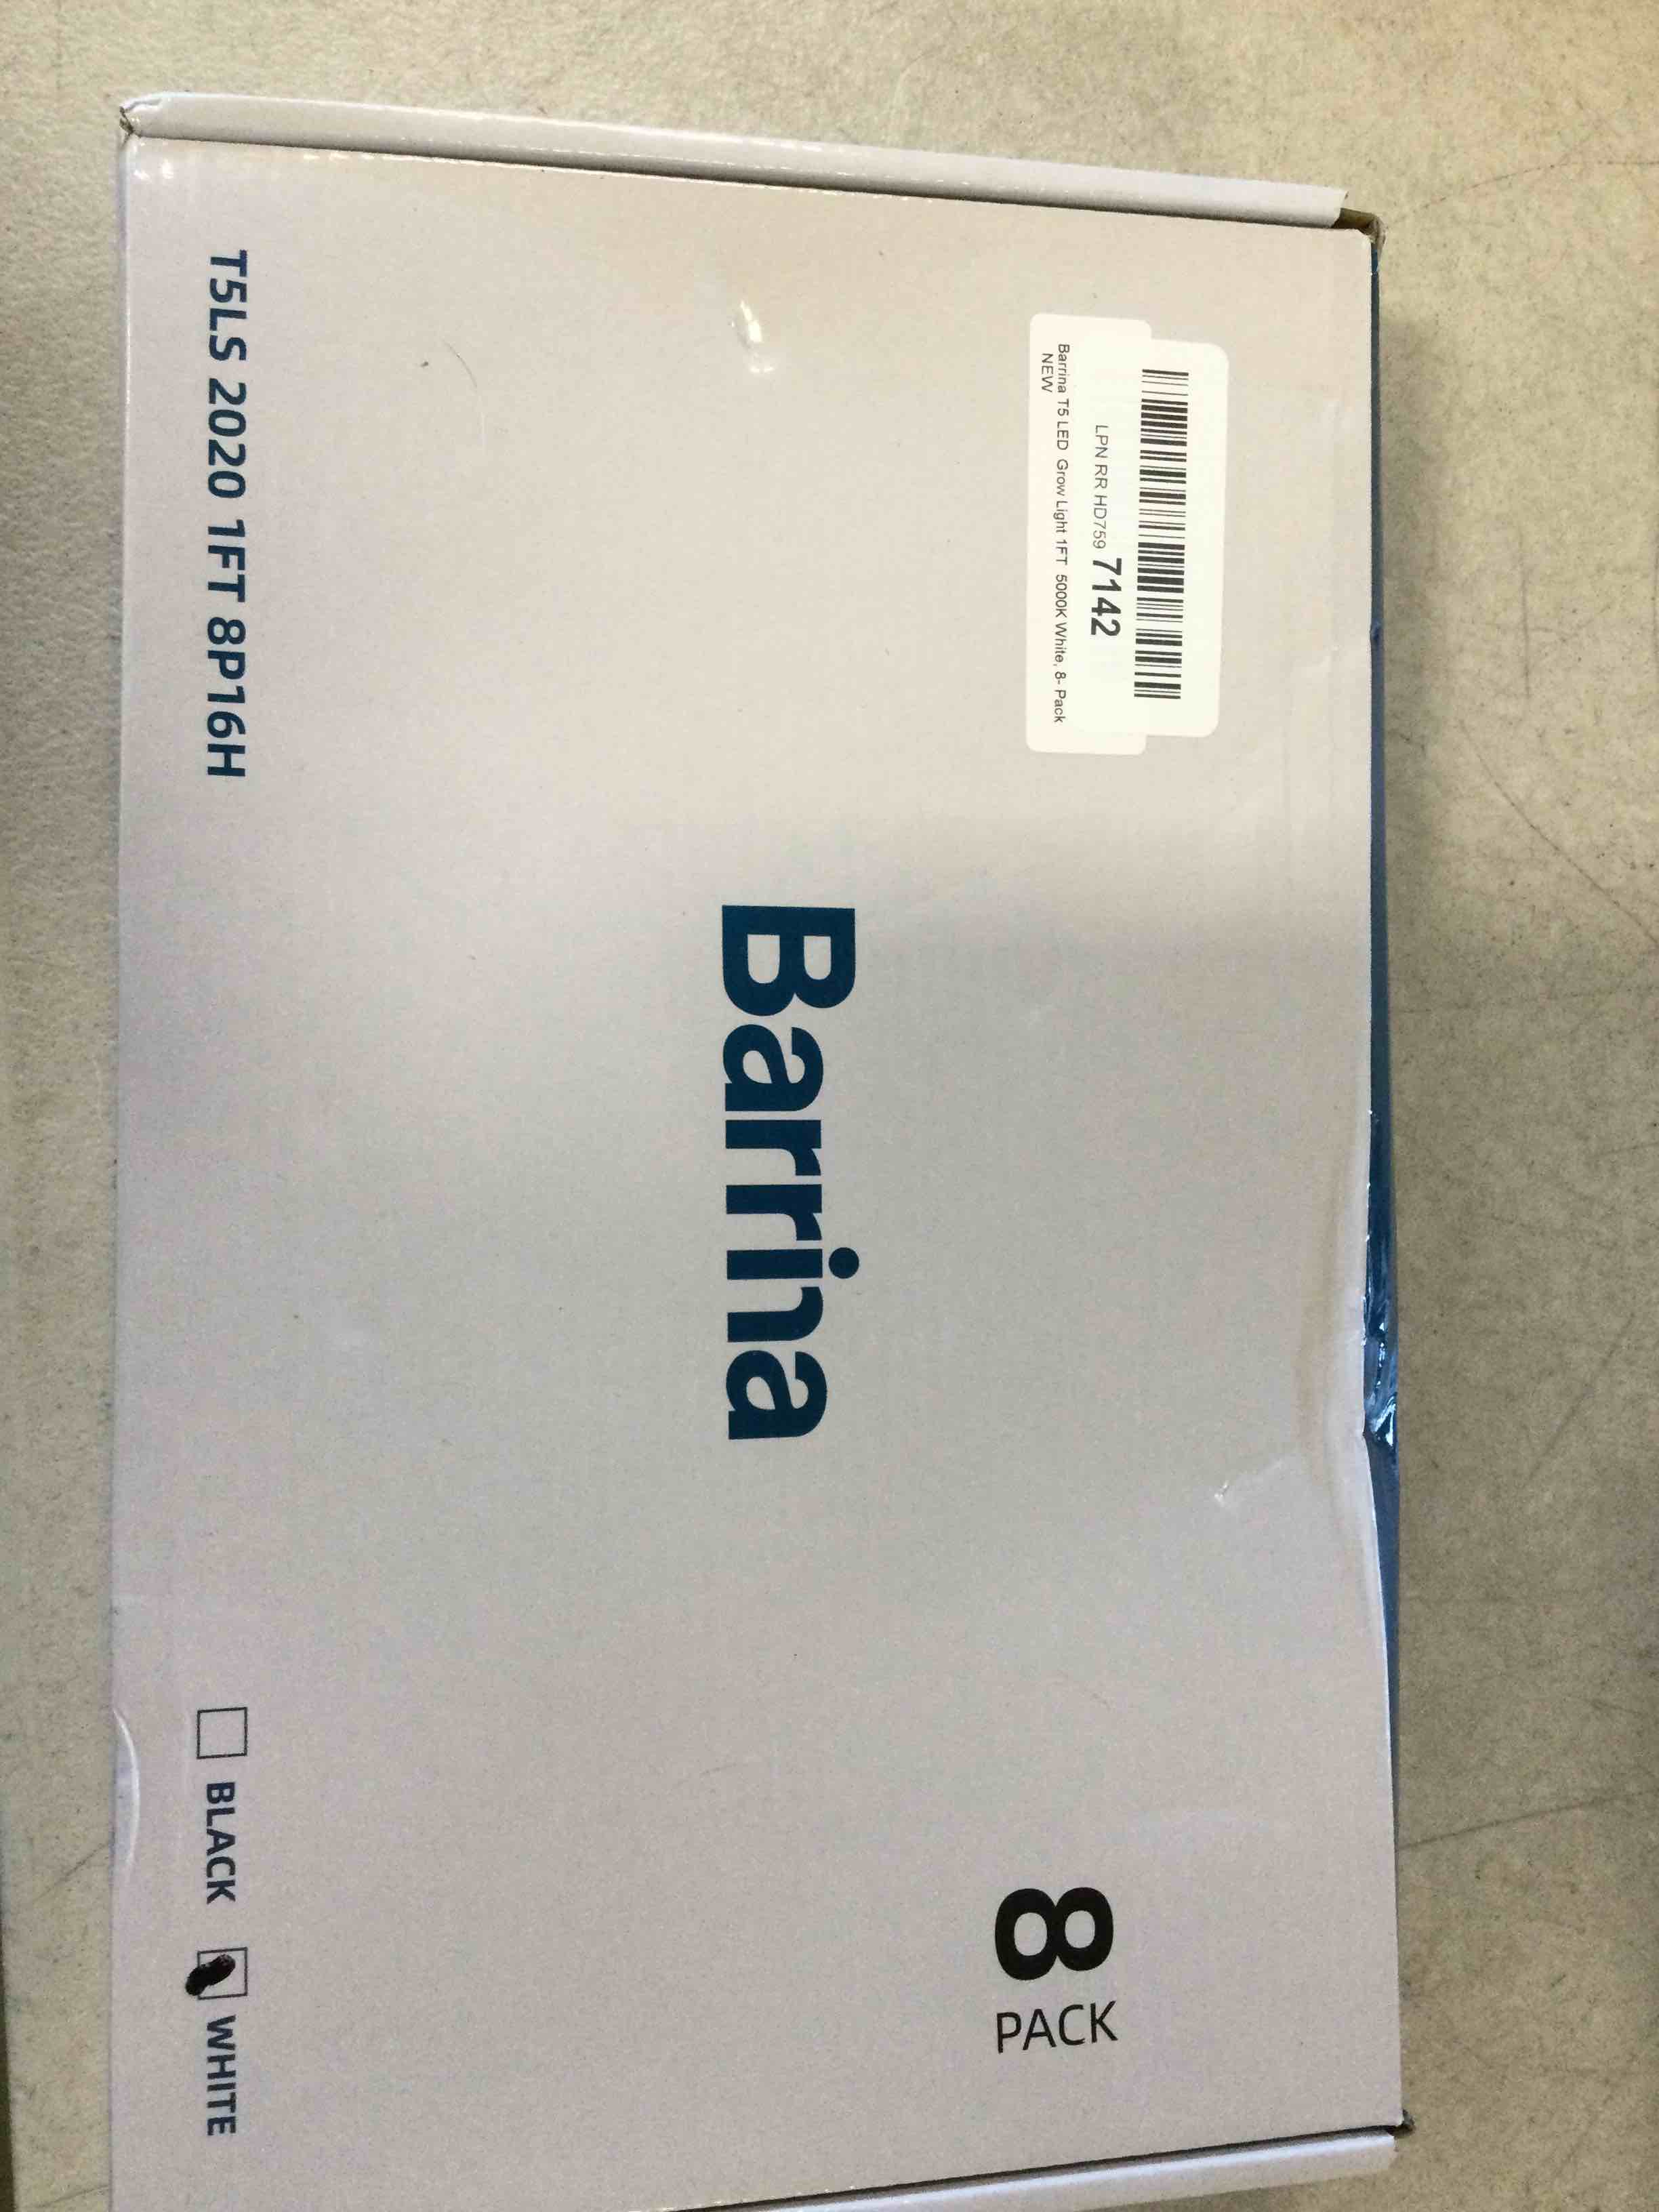 LPN RR HD759 7142
Barrina T5 LED Grow Light 1FT 5000K White, 8- Pack
NEW
Barrina
8
PACK
T5LS 2020 1FT 8P16H
BLACK
WHITE